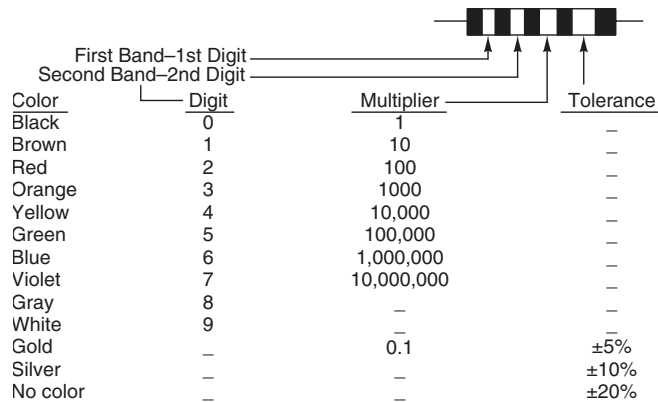 First Band–1st Digit
Second Band–2nd Digit
Color Digit Multiplier Tolerance
Black 0 1 –
Brown 1 10 –
Red 2 100 –
Orange 3 1000 –
Yellow 4 10,000 –
Green 5 100,000 –
Blue 6 1,000,000 –
Violet 7 10,000,000 –
Gray 8 – –
White 9 – –
Gold – 0.1 ±5%
Silver – – ±10%
No color – – ±20%